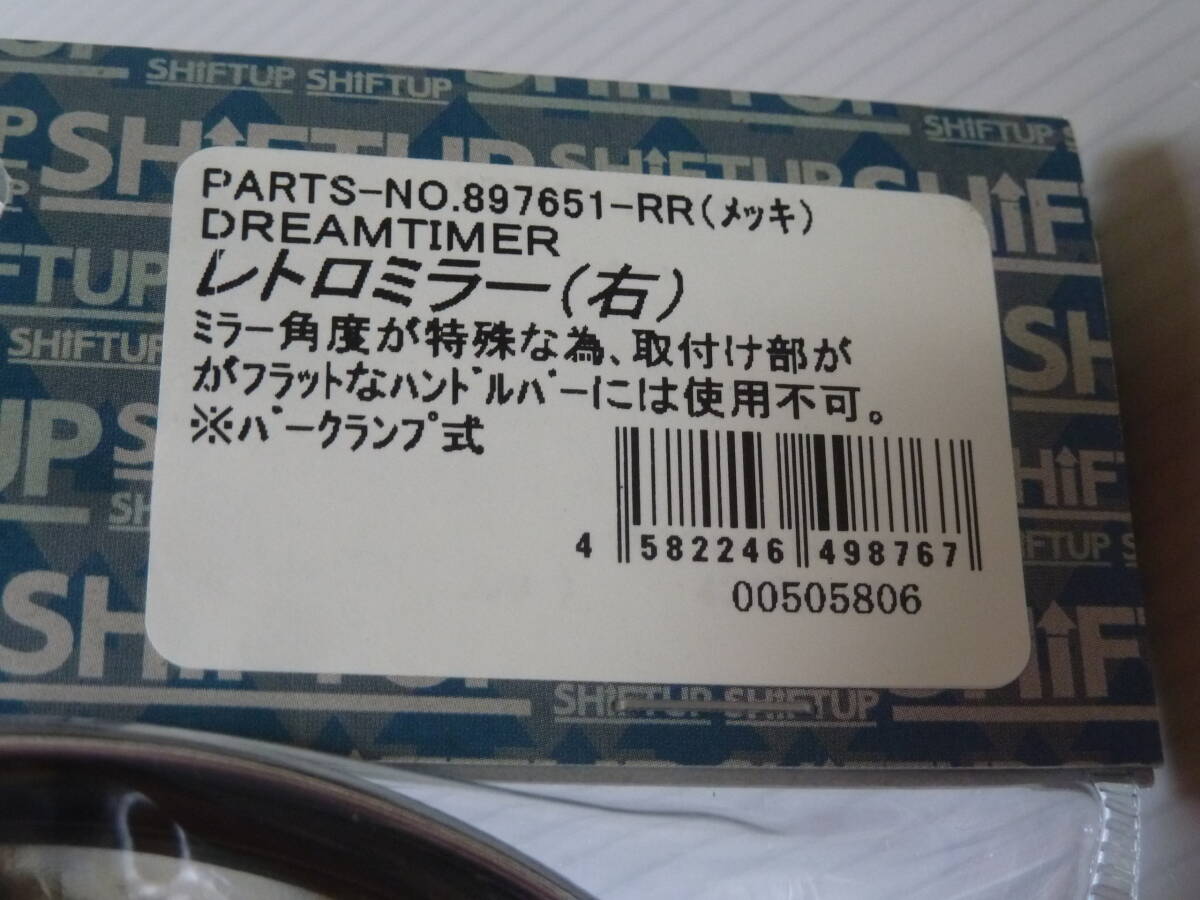 SHIFTUP SHIFTUP
SHIFTUP
SHIFTUP
SHIFTUP
PARTS-NO.897651-RR(メッキ)
DREAMTIMER
レトロミラー(右)
ミラー角度が特殊な為、取付け部が
がフラットなハンドルバーには使用不可。
※バークランプ式
4 582246 498767
00505806
SHIFTUP SHIFTUP